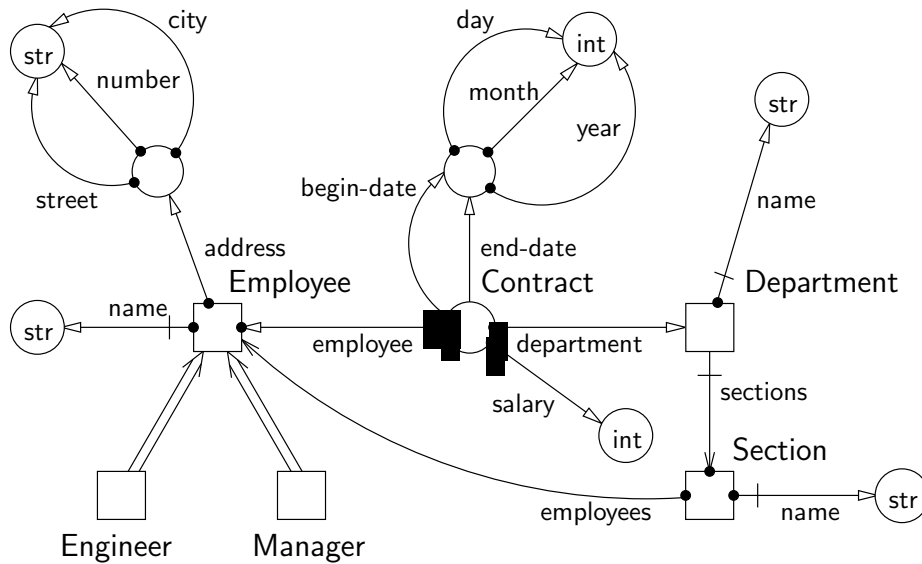 city
day
str
int
number
month
str
year
begin-date
street
name
address
end-date
Employee
Contract
Department
name
str
employee
department
sections
salary
int
Section
str
employees
name
Engineer
Manager